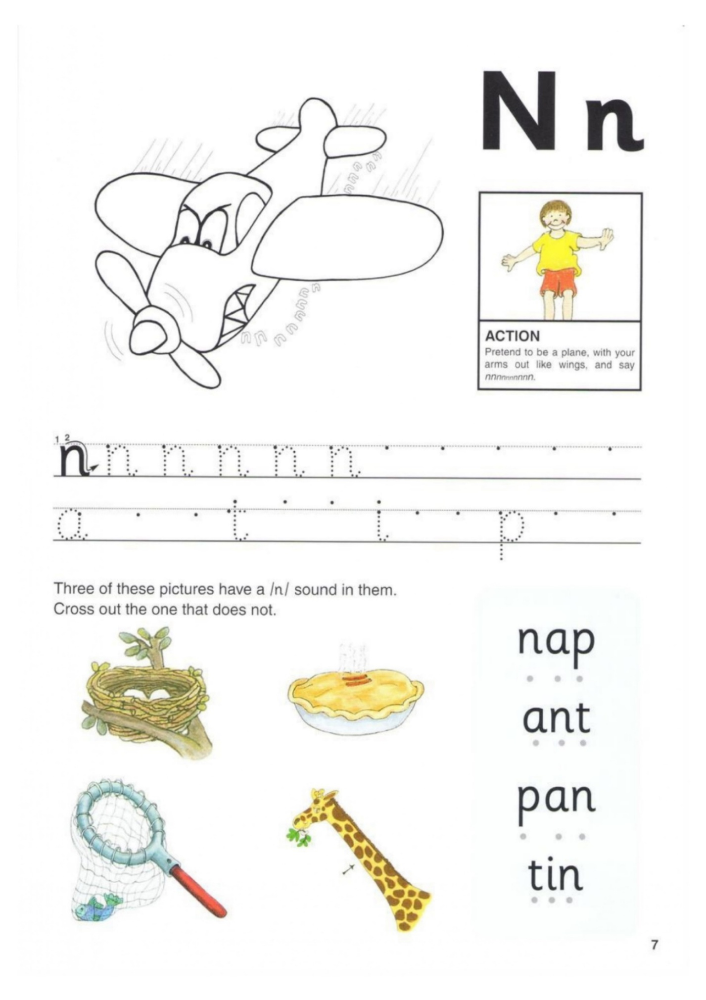 N n
n n n n n n n
n n n n n n n n
ACTION
Pretend to be a plane, with your
arms out like wings, and say
nnnnnnnnnn.
1 2
n n n n n n
a t i p
Three of these pictures have a /n/ sound in them.
Cross out the one that does not.
nap
ant
pan
tin
7